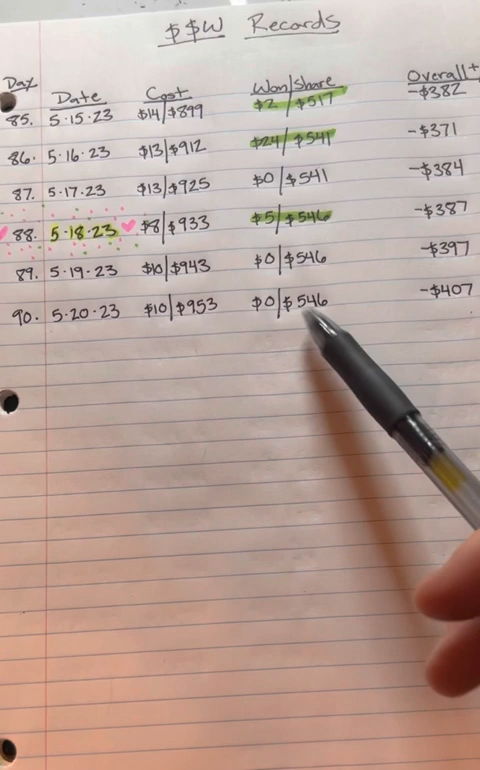 $$W Records
Day Date Cost Won/Share Overall+
85. 5·15·23 $14/$899 $2/$517 -$382
86. 5·16·23 $13/$912 $24/$541 -$371
87. 5·17·23 $13/$925 $0/$541 -$384
88. 5·18·23 $8/$933 $5/$546 -$387
89. 5·19·23 $10/$943 $0/$546 -$397
90. 5·20·23 $10/$953 $0/$546 -$407